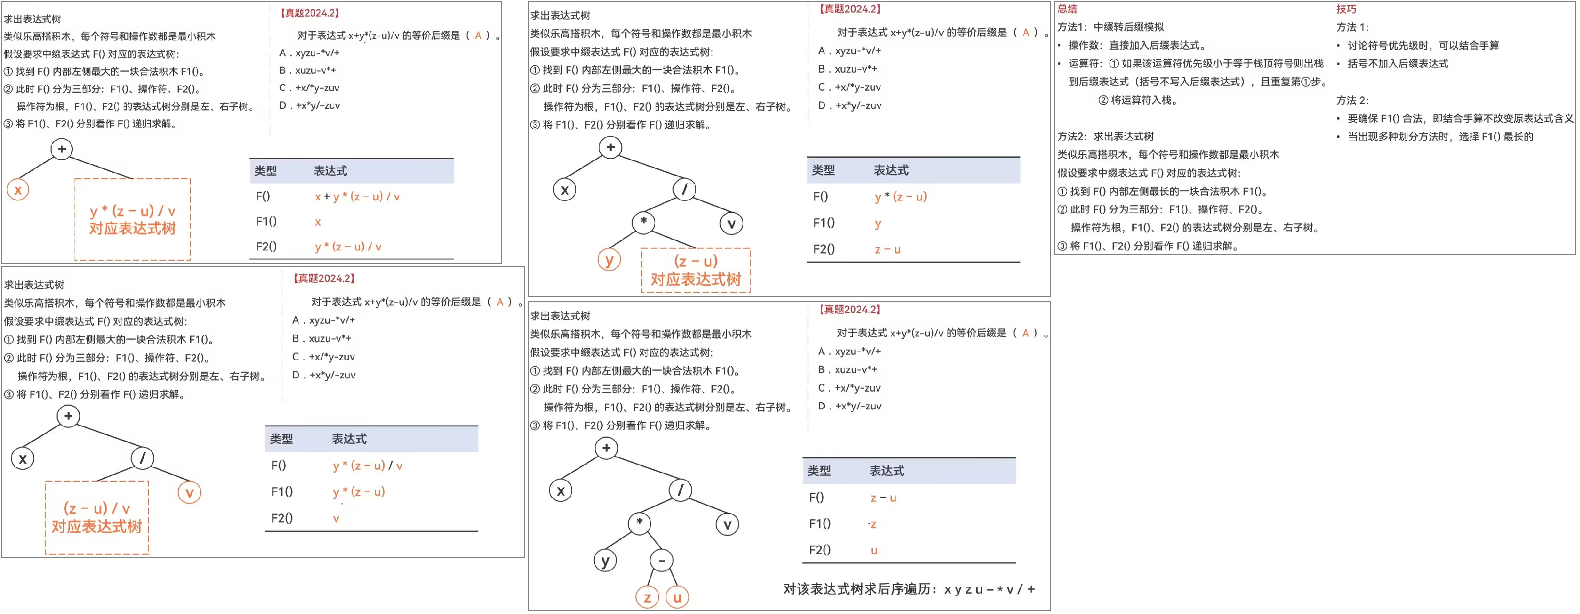 求出表达式树
类似乐高搭积木，每个符号和操作数都是最小积木
假设要求中缀表达式 F() 对应的表达式树:
① 找到 F() 内部左侧最大的一块合法积木 F1()。
② 此时 F() 分为三部分：F1()、操作符、F2()。
操作符为根，F1()、F2() 的表达式树分别是左、右子树。
③ 将 F1()、F2() 分别看作 F() 递归求解。
【真题2024.2】
对于表达式 x+y*(z-u)/v 的等价后缀是（ A ）。
A．xyzu-*v/+
B．xuzu-v*+
C．+x/*y-zuv
D．+x*y/-zuv
+
x
y * (z – u) / v
对应表达式树
类型 表达式
F() x + y * (z – u) / v
F1() x
F2() y * (z – u) / v
求出表达式树
类似乐高搭积木，每个符号和操作数都是最小积木
假设要求中缀表达式 F() 对应的表达式树:
① 找到 F() 内部左侧最大的一块合法积木 F1()。
② 此时 F() 分为三部分：F1()、操作符、F2()。
操作符为根，F1()、F2() 的表达式树分别是左、右子树。
③ 将 F1()、F2() 分别看作 F() 递归求解。
【真题2024.2】
对于表达式 x+y*(z-u)/v 的等价后缀是（ A ）。
A．xyzu-*v/+
B．xuzu-v*+
C．+x/*y-zuv
D．+x*y/-zuv
+
x /
v
(z – u) / v
对应表达式树
类型 表达式
F() y * (z – u) / v
F1() y * (z – u)
F2() v
求出表达式树
类似乐高搭积木，每个符号和操作数都是最小积木
假设要求中缀表达式 F() 对应的表达式树:
① 找到 F() 内部左侧最大的一块合法积木 F1()。
② 此时 F() 分为三部分：F1()、操作符、F2()。
操作符为根，F1()、F2() 的表达式树分别是左、右子树。
③ 将 F1()、F2() 分别看作 F() 递归求解。
【真题2024.2】
对于表达式 x+y*(z-u)/v 的等价后缀是（ A ）。
A．xyzu-*v/+
B．xuzu-v*+
C．+x/*y-zuv
D．+x*y/-zuv
+
x /
* v
y
(z – u)
对应表达式树
类型 表达式
F() y * (z – u)
F1() y
F2() z – u
求出表达式树
类似乐高搭积木，每个符号和操作数都是最小积木
假设要求中缀表达式 F() 对应的表达式树:
① 找到 F() 内部左侧最大的一块合法积木 F1()。
② 此时 F() 分为三部分：F1()、操作符、F2()。
操作符为根，F1()、F2() 的表达式树分别是左、右子树。
③ 将 F1()、F2() 分别看作 F() 递归求解。
【真题2024.2】
对于表达式 x+y*(z-u)/v 的等价后缀是（ A ）。
A．xyzu-*v/+
B．xuzu-v*+
C．+x/*y-zuv
D．+x*y/-zuv
+
x /
* v
y –
z u
类型 表达式
F() z – u
F1() z
F2() u
对该表达式树求后序遍历：x y z u – * v / +
总结
方法1：中缀转后缀模拟
• 操作数：直接加入后缀表达式。
• 运算符：① 如果该运算符优先级小于等于栈顶符号则出栈
到后缀表达式（括号不写入后缀表达式），且重复第①步。
② 将运算符入栈。
方法2：求出表达式树
类似乐高搭积木，每个符号和操作数都是最小积木
假设要求中缀表达式 F() 对应的表达式树:
① 找到 F() 内部左侧最长的一块合法积木 F1()。
② 此时 F() 分为三部分：F1()、操作符、F2()。
操作符为根，F1()、F2() 的表达式树分别是左、右子树。
③ 将 F1()、F2() 分别看作 F() 递归求解。
技巧
方法 1：
• 讨论符号优先级时，可以结合手算
• 括号不加入后缀表达式
方法 2：
• 要确保 F1() 合法，即结合手算不改变原表达式含义
• 当出现多种划分方法时，选择 F1() 最长的